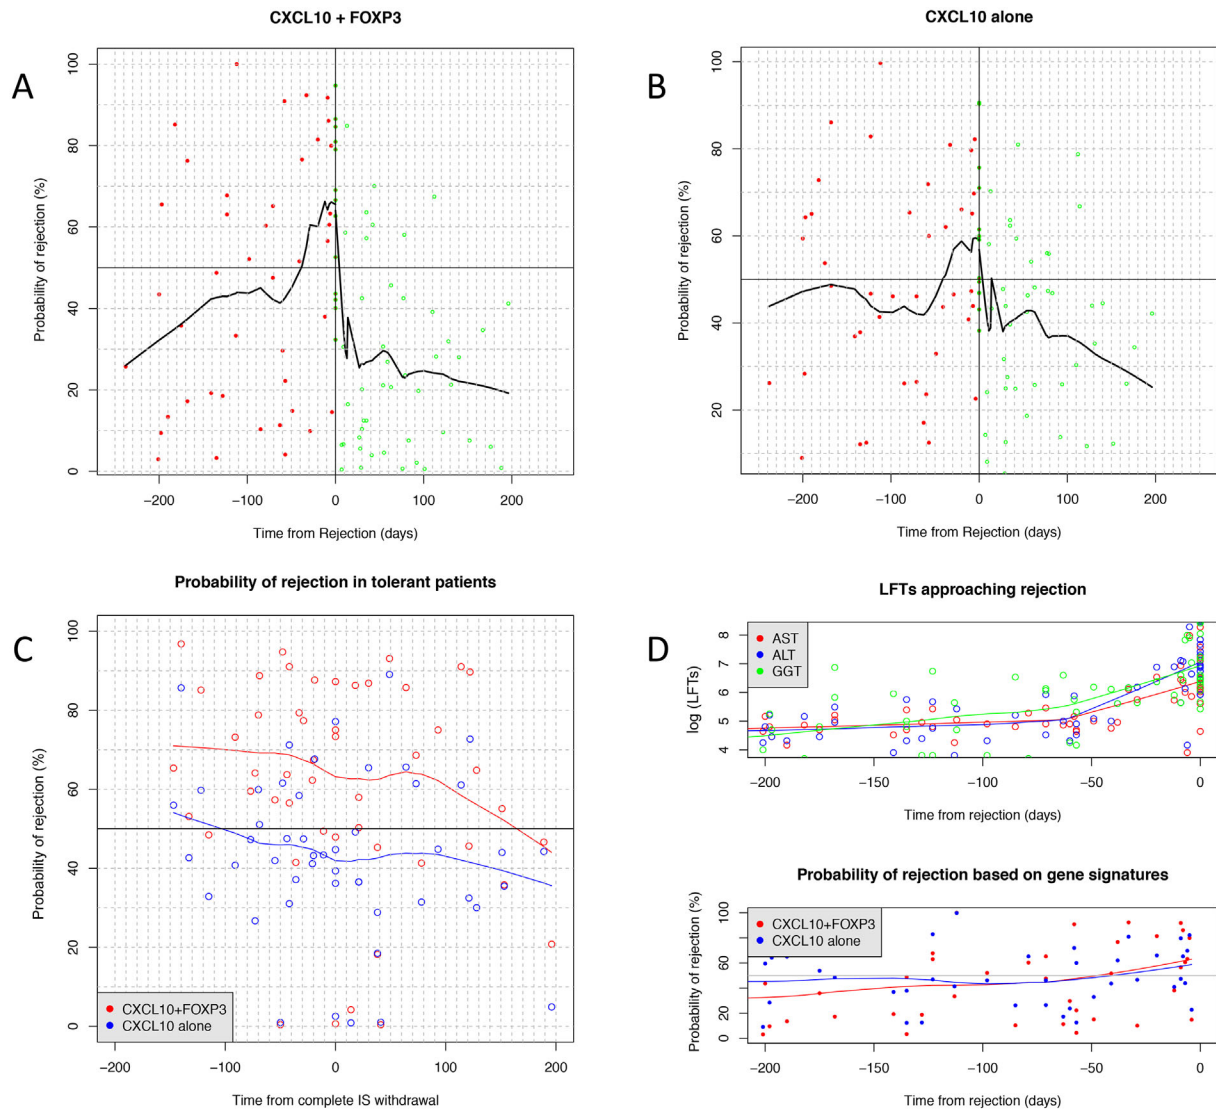 CXCL10 + FOXP3
A
Probability of rejection (%)
100
80
60
40
20
0
−200
−100
0
100
200
Time from Rejection (days)
CXCL10 alone
B
Probability of rejection (%)
100
80
60
40
20
−200
−100
0
100
200
Time from Rejection (days)
Probability of rejection in tolerant patients
C
Probability of rejection (%)
100
80
60
40
20
0
CXCL10+FOXP3
CXCL10 alone
−200
−100
0
100
200
Time from complete IS withdrawal
LFTs approaching rejection
D
log (LFTs)
8
7
6
5
4
AST
ALT
GGT
−200
−150
−100
−50
0
Time from rejection (days)
Probability of rejection based on gene signatures
Probability of rejection (%)
100
60
20
0
CXCL10+FOXP3
CXCL10 alone
−200
−150
−100
−50
0
Time from rejection (days)